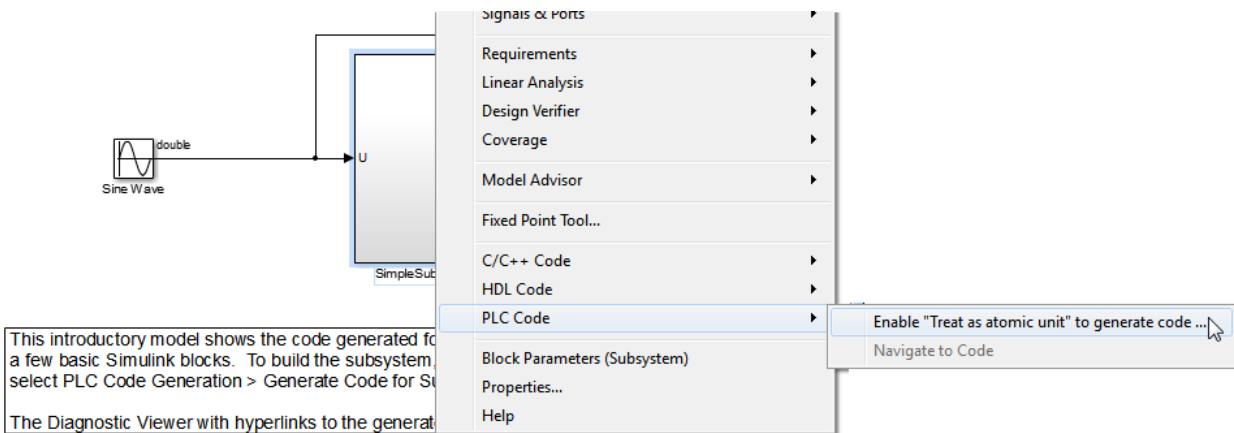 Signals & Ports
Requirements
Linear Analysis
Design Verifier
Coverage
Model Advisor
Fixed Point Tool...
C/C++ Code
HDL Code
PLC Code
Block Parameters (Subsystem)
Properties...
Help
Enable "Treat as atomic unit" to generate code ...
Navigate to Code
double
Sine Wave
U
SimpleSub
This introductory model shows the code generated fo
a few basic Simulink blocks. To build the subsystem,
select PLC Code Generation > Generate Code for Su
The Diagnostic Viewer with hyperlinks to the generat